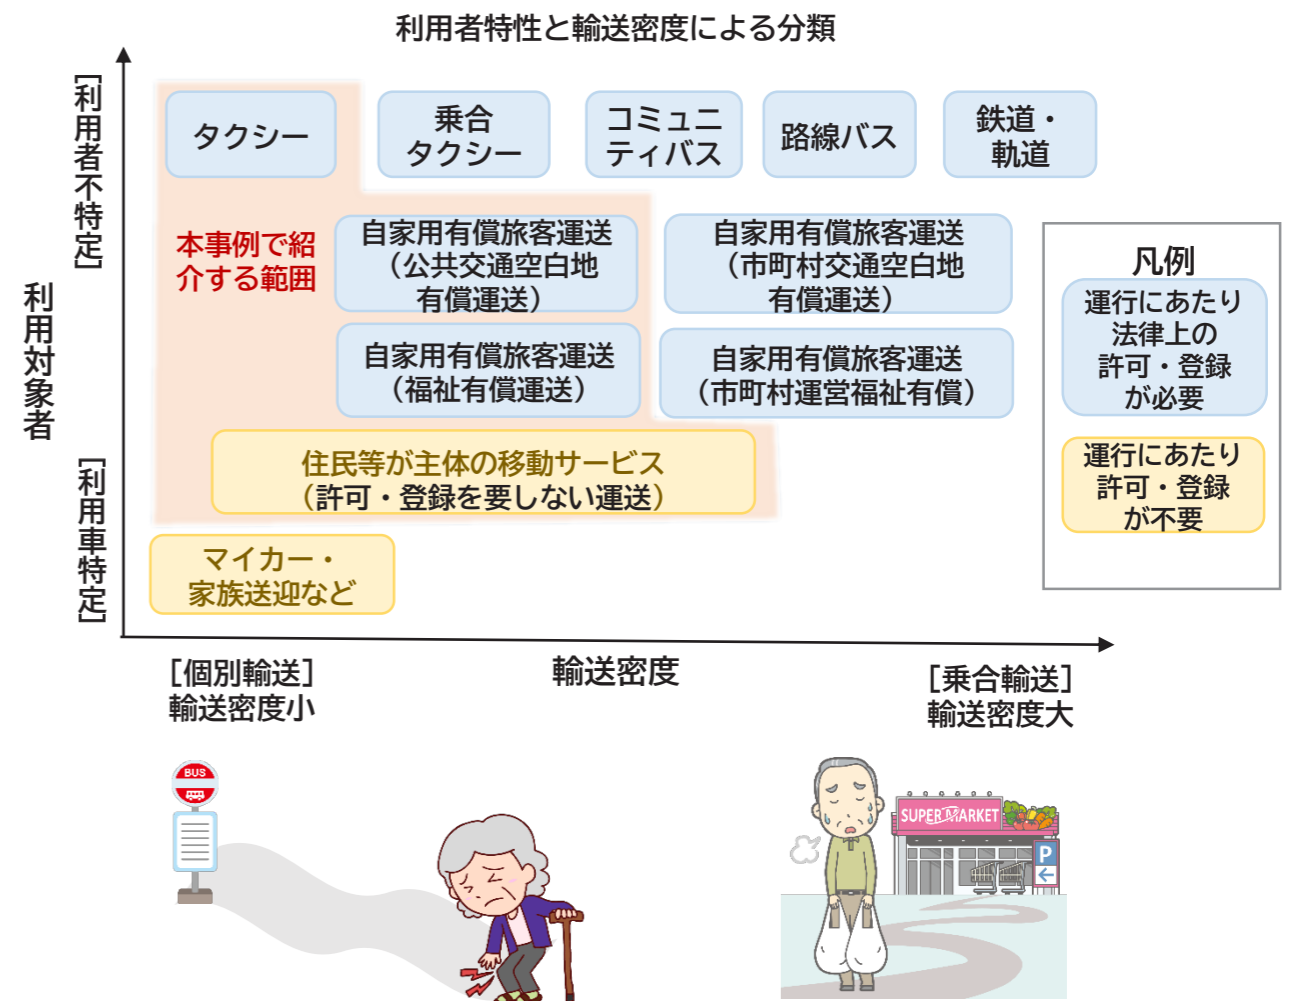 利用者特性と輸送密度による分類
[利用者不特定]
利用対象者
[利用車特定]
タクシー
乗合
タクシー
コミュニ
ティバス
路線バス
鉄道・
軌道
本事例で紹
介する範囲
自家用有償旅客運送
（公共交通空白地
有償運送）
自家用有償旅客運送
（市町村交通空白地
有償運送）
自家用有償旅客運送
（福祉有償運送）
自家用有償旅客運送
（市町村運営福祉有償）
住民等が主体の移動サービス
（許可・登録を要しない運送）
マイカー・
家族送迎など
凡例
運行にあたり
法律上の
許可・登録
が必要
運行にあたり
許可・登録
が不要
[個別輸送]
輸送密度小
輸送密度
[乗合輸送]
輸送密度大
BUS
SUPER MARKET
P